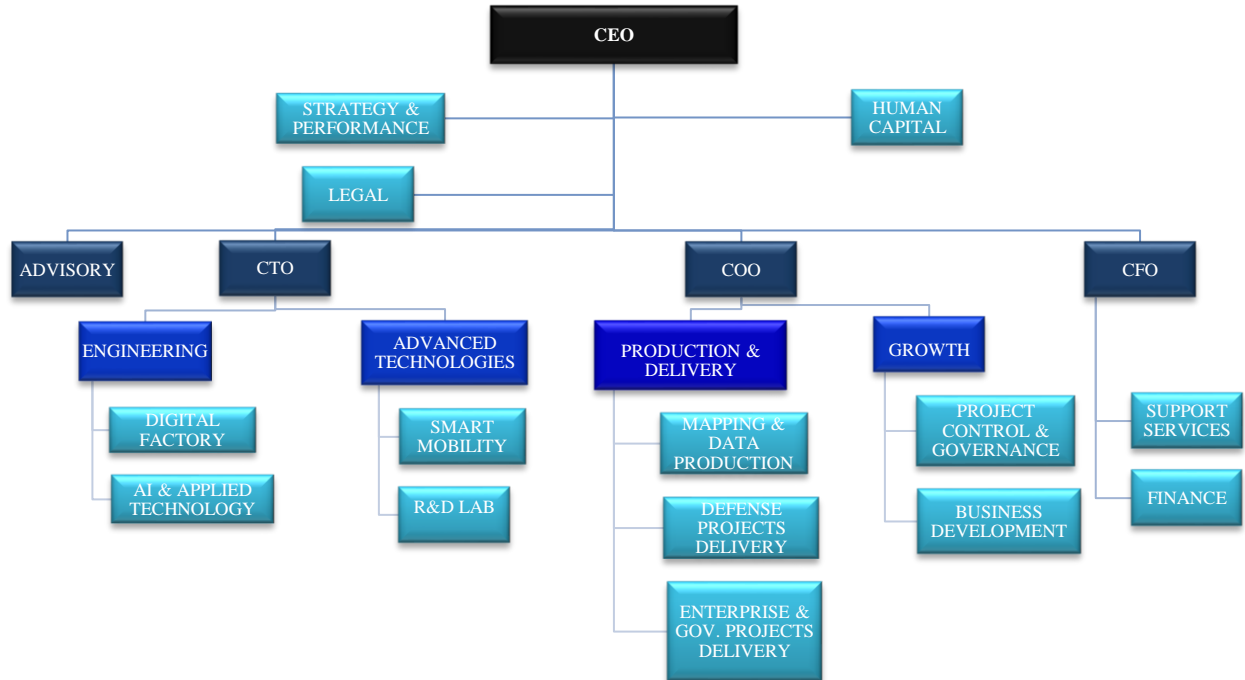 CEO
STRATEGY &
PERFORMANCE
HUMAN
CAPITAL
LEGAL
ADVISORY
CTO
COO
CFO
ENGINEERING
ADVANCED
TECHNOLOGIES
PRODUCTION &
DELIVERY
GROWTH
DIGITAL
FACTORY
AI & APPLIED
TECHNOLOGY
SMART
MOBILITY
R&D LAB
MAPPING &
DATA
PRODUCTION
DEFENSE
PROJECTS
DELIVERY
ENTERPRISE &
GOV. PROJECTS
DELIVERY
PROJECT
CONTROL &
GOVERNANCE
BUSINESS
DEVELOPMENT
SUPPORT
SERVICES
FINANCE